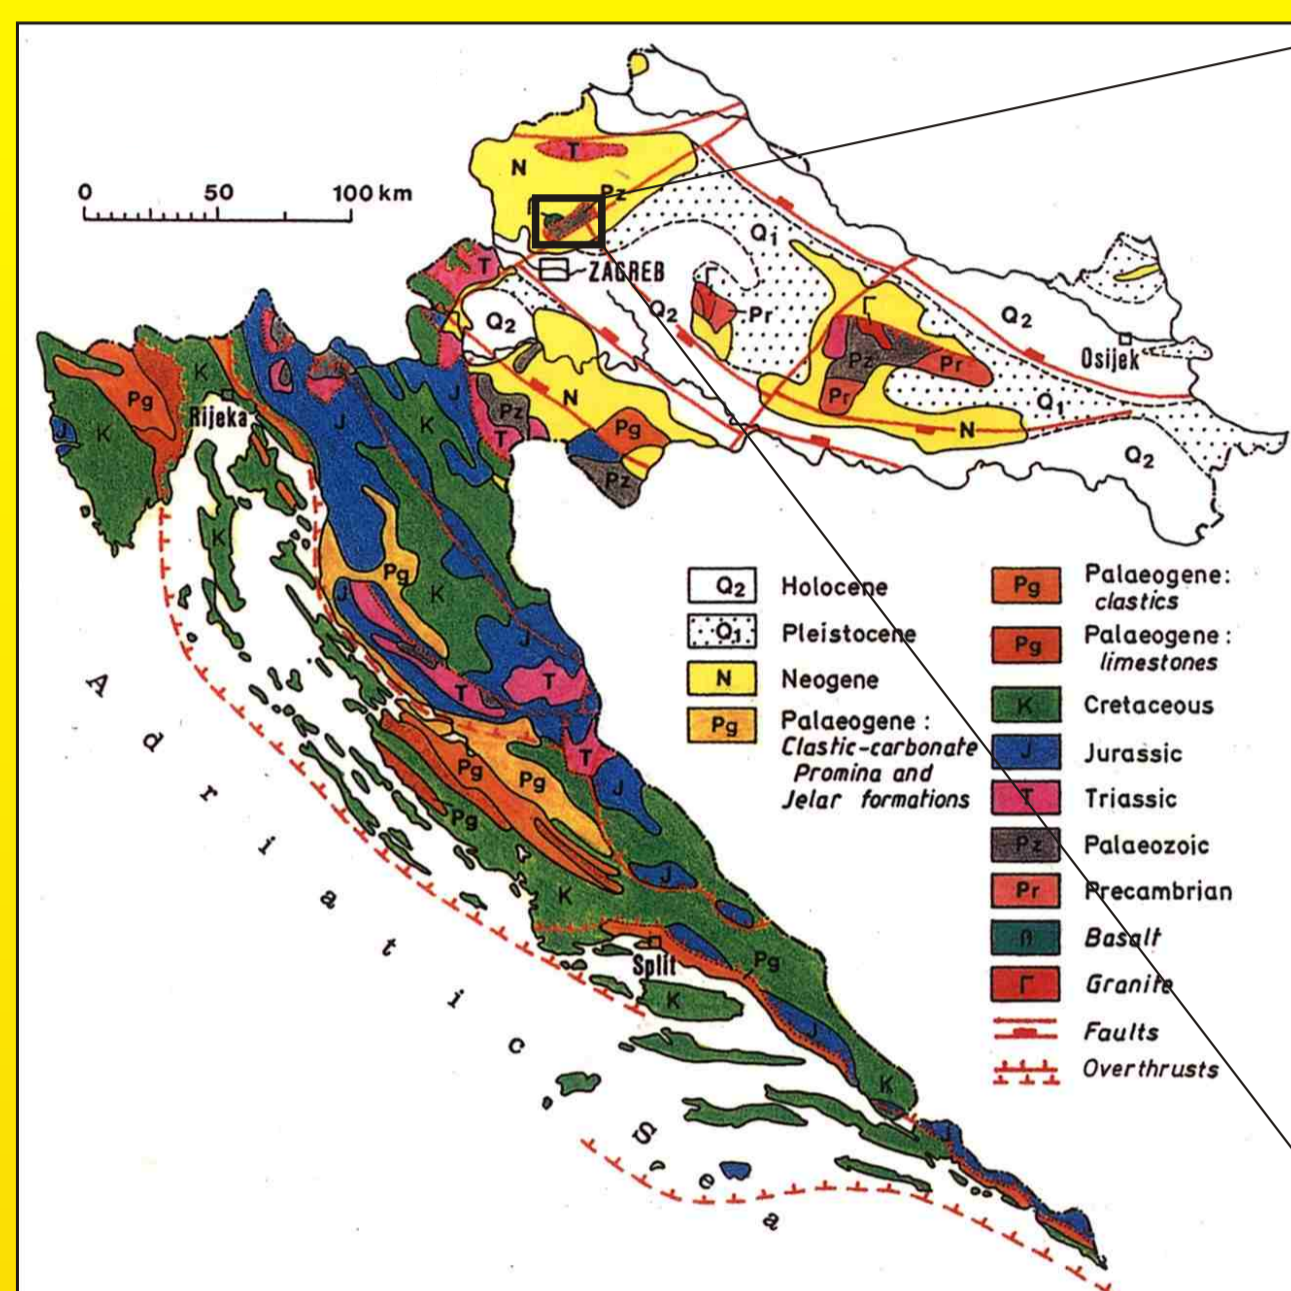 0 50 100 km
N
T
Pz
ZAGREB
T
Q2
Q1
Γ
Q2
Pr
Γ
Pz
Pr
Pr
Q2
Osijek
Q1
N
Q2
N
Pg
Pz
Pz
T
J
K
J
K
Pg
K
J
Rijeka
K
Pg
K
J
J
T
T
T
J
Pg
Pg
Pg
K
J
Split
Pg
K
J
K
J
Adriatic Sea
Q2 Holocene
Q1 Pleistocene
N Neogene
Pg Palaeogene :
Clastic-carbonate
Promina and
Jelar formations
Pg Palaeogene :
clastics
Pg Palaeogene :
limestones
K Cretaceous
J Jurassic
T Triassic
Pz Palaeozoic
Pr Precambrian
β Basalt
Γ Granite
Faults
Overthrusts